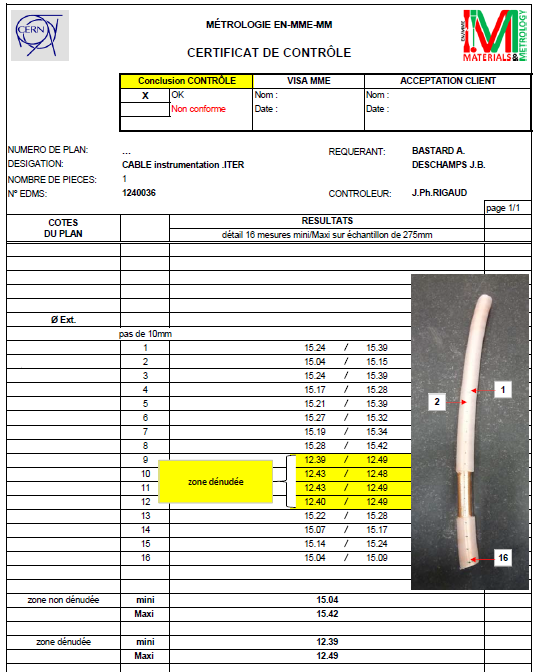 CERN
MÉTROLOGIE EN-MME-MM
CERTIFICAT DE CONTRÔLE
EN-MME
MM
MATERIALS&
METROLOGY
Conclusion CONTRÔLE VISA MME ACCEPTATION CLIENT
X OK Nom : Nom :
Non conforme Date : Date :
NUMERO DE PLAN: ... REQUERANT: BASTARD A.
DESIGATION: CABLE instrumentation .ITER DESCHAMPS J.B.
NOMBRE DE PIECES: 1
N° EDMS: 1240036 CONTROLEUR: J.Ph.RIGAUD
page 1/1
COTES RESULTATS
DU PLAN détail 16 mesures mini/Maxi sur échantillon de 275mm
Ø Ext.
pas de 10mm
1 15.24 / 15.39
2 15.04 / 15.15
3 15.24 / 15.39
4 15.17 / 15.28
5 15.21 / 15.39
6 15.27 / 15.32
7 15.19 / 15.34
8 15.28 / 15.42
9 12.39 / 12.49
10 12.43 / 12.48
zone dénudée
11 12.43 / 12.49
12 12.40 / 12.49
13 15.22 / 15.28
14 15.07 / 15.17
15 15.14 / 15.24
16 15.04 / 15.09
1
2
16
zone non dénudée mini 15.04
Maxi 15.42
zone dénudée mini 12.39
Maxi 12.49